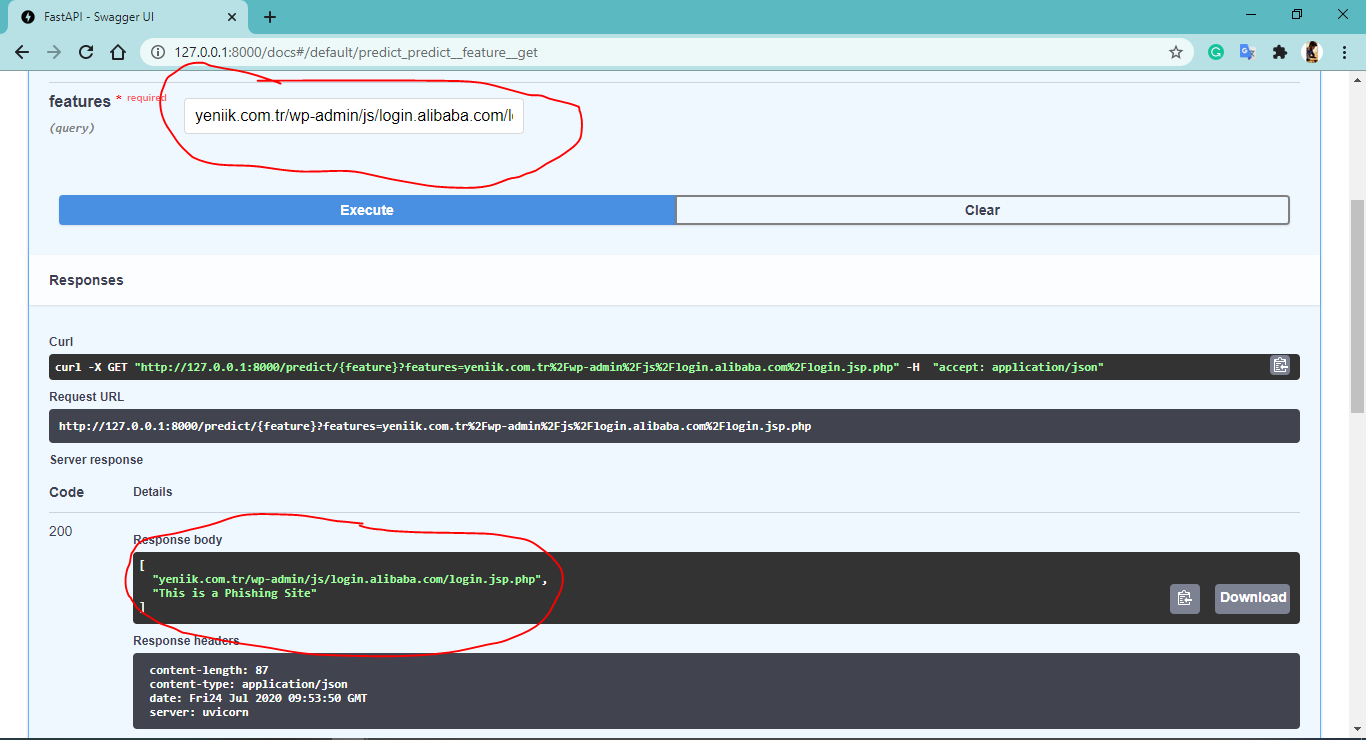 FastAPI - Swagger UI
127.0.0.1:8000/docs#/default/predict_predict__feature__get
features * required
(query)
yeniik.com.tr/wp-admin/js/login.alibaba.com/l
Execute Clear
Responses
Curl
curl -X GET "http://127.0.0.1:8000/predict/{feature}?features=yeniik.com.tr%2Fwp-admin%2Fjs%2Flogin.alibaba.com%2Flogin.jsp.php" -H  "accept: application/json"
Request URL
http://127.0.0.1:8000/predict/{feature}?features=yeniik.com.tr%2Fwp-admin%2Fjs%2Flogin.alibaba.com%2Flogin.jsp.php
Server response
Code Details
200
Response body
[
"yeniik.com.tr/wp-admin/js/login.alibaba.com/login.jsp.php",
"This is a Phishing Site"
]
Download
Response headers
content-length: 87
content-type: application/json
date: Fri24 Jul 2020 09:53:50 GMT
server: uvicorn